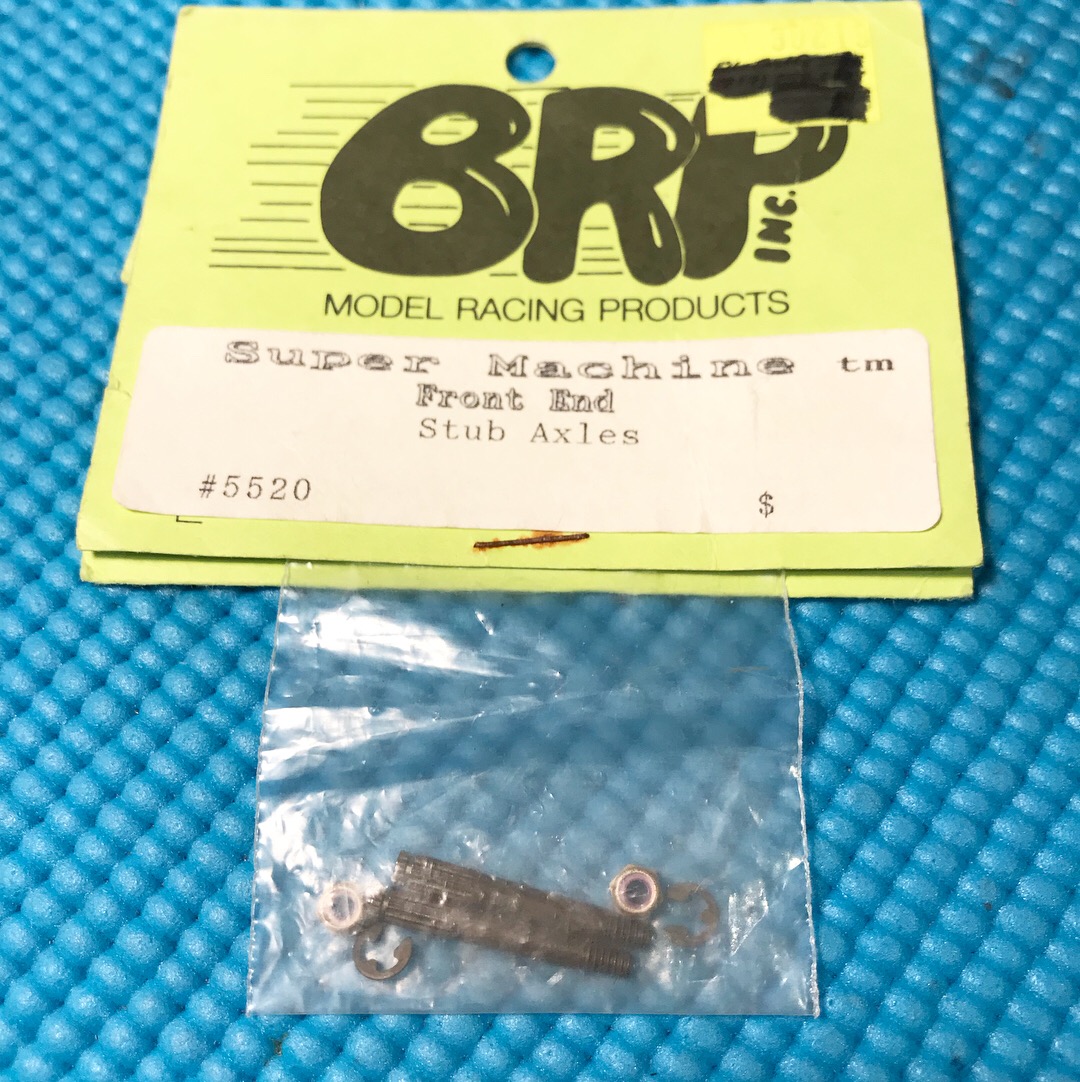 BRP
INC.
MODEL RACING PRODUCTS
Super Machine tm
Front End
Stub Axles
#5520
$